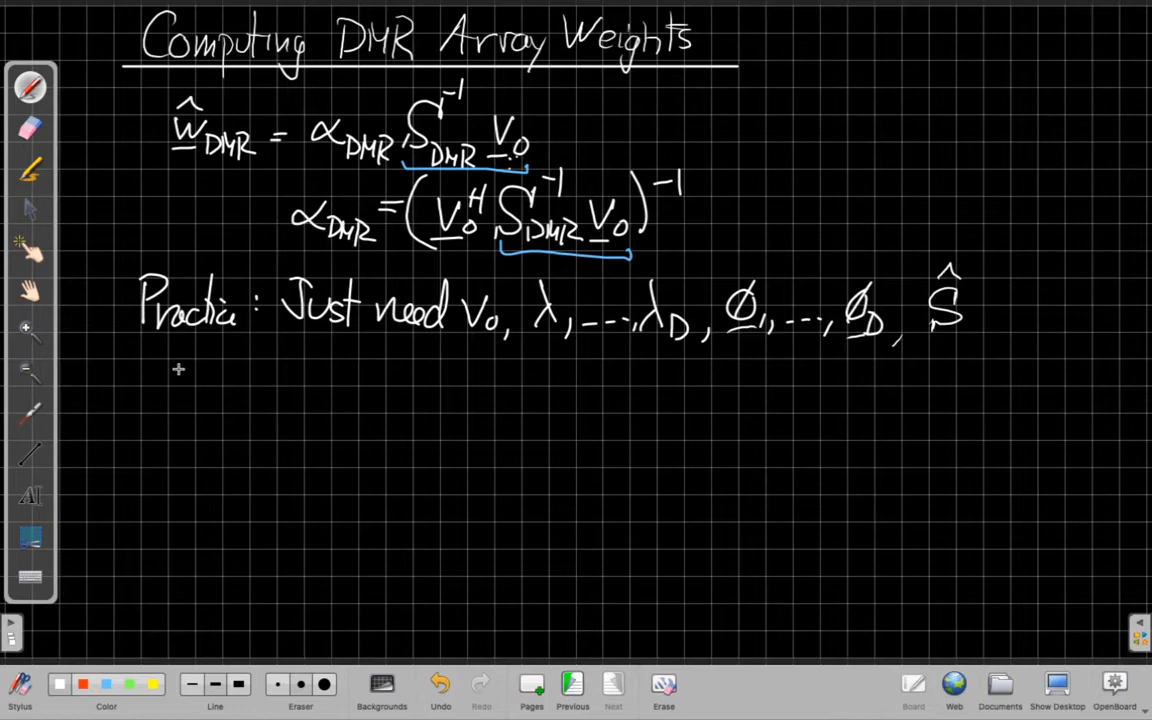 Computing DMR Array Weights
ŵ_DMR = α_DMR S_DMR^-1 v_0
α_DMR = (v_0^H S_DMR^-1 v_0)^-1
Practice: Just need v_0, λ_1, ---, λ_D, ϕ_1, ---, ϕ_D, Ŝ
AI
Stylus Color Line Eraser Backgrounds Undo Redo Pages Previous Next Erase Board Web Documents Show Desktop OpenBoard